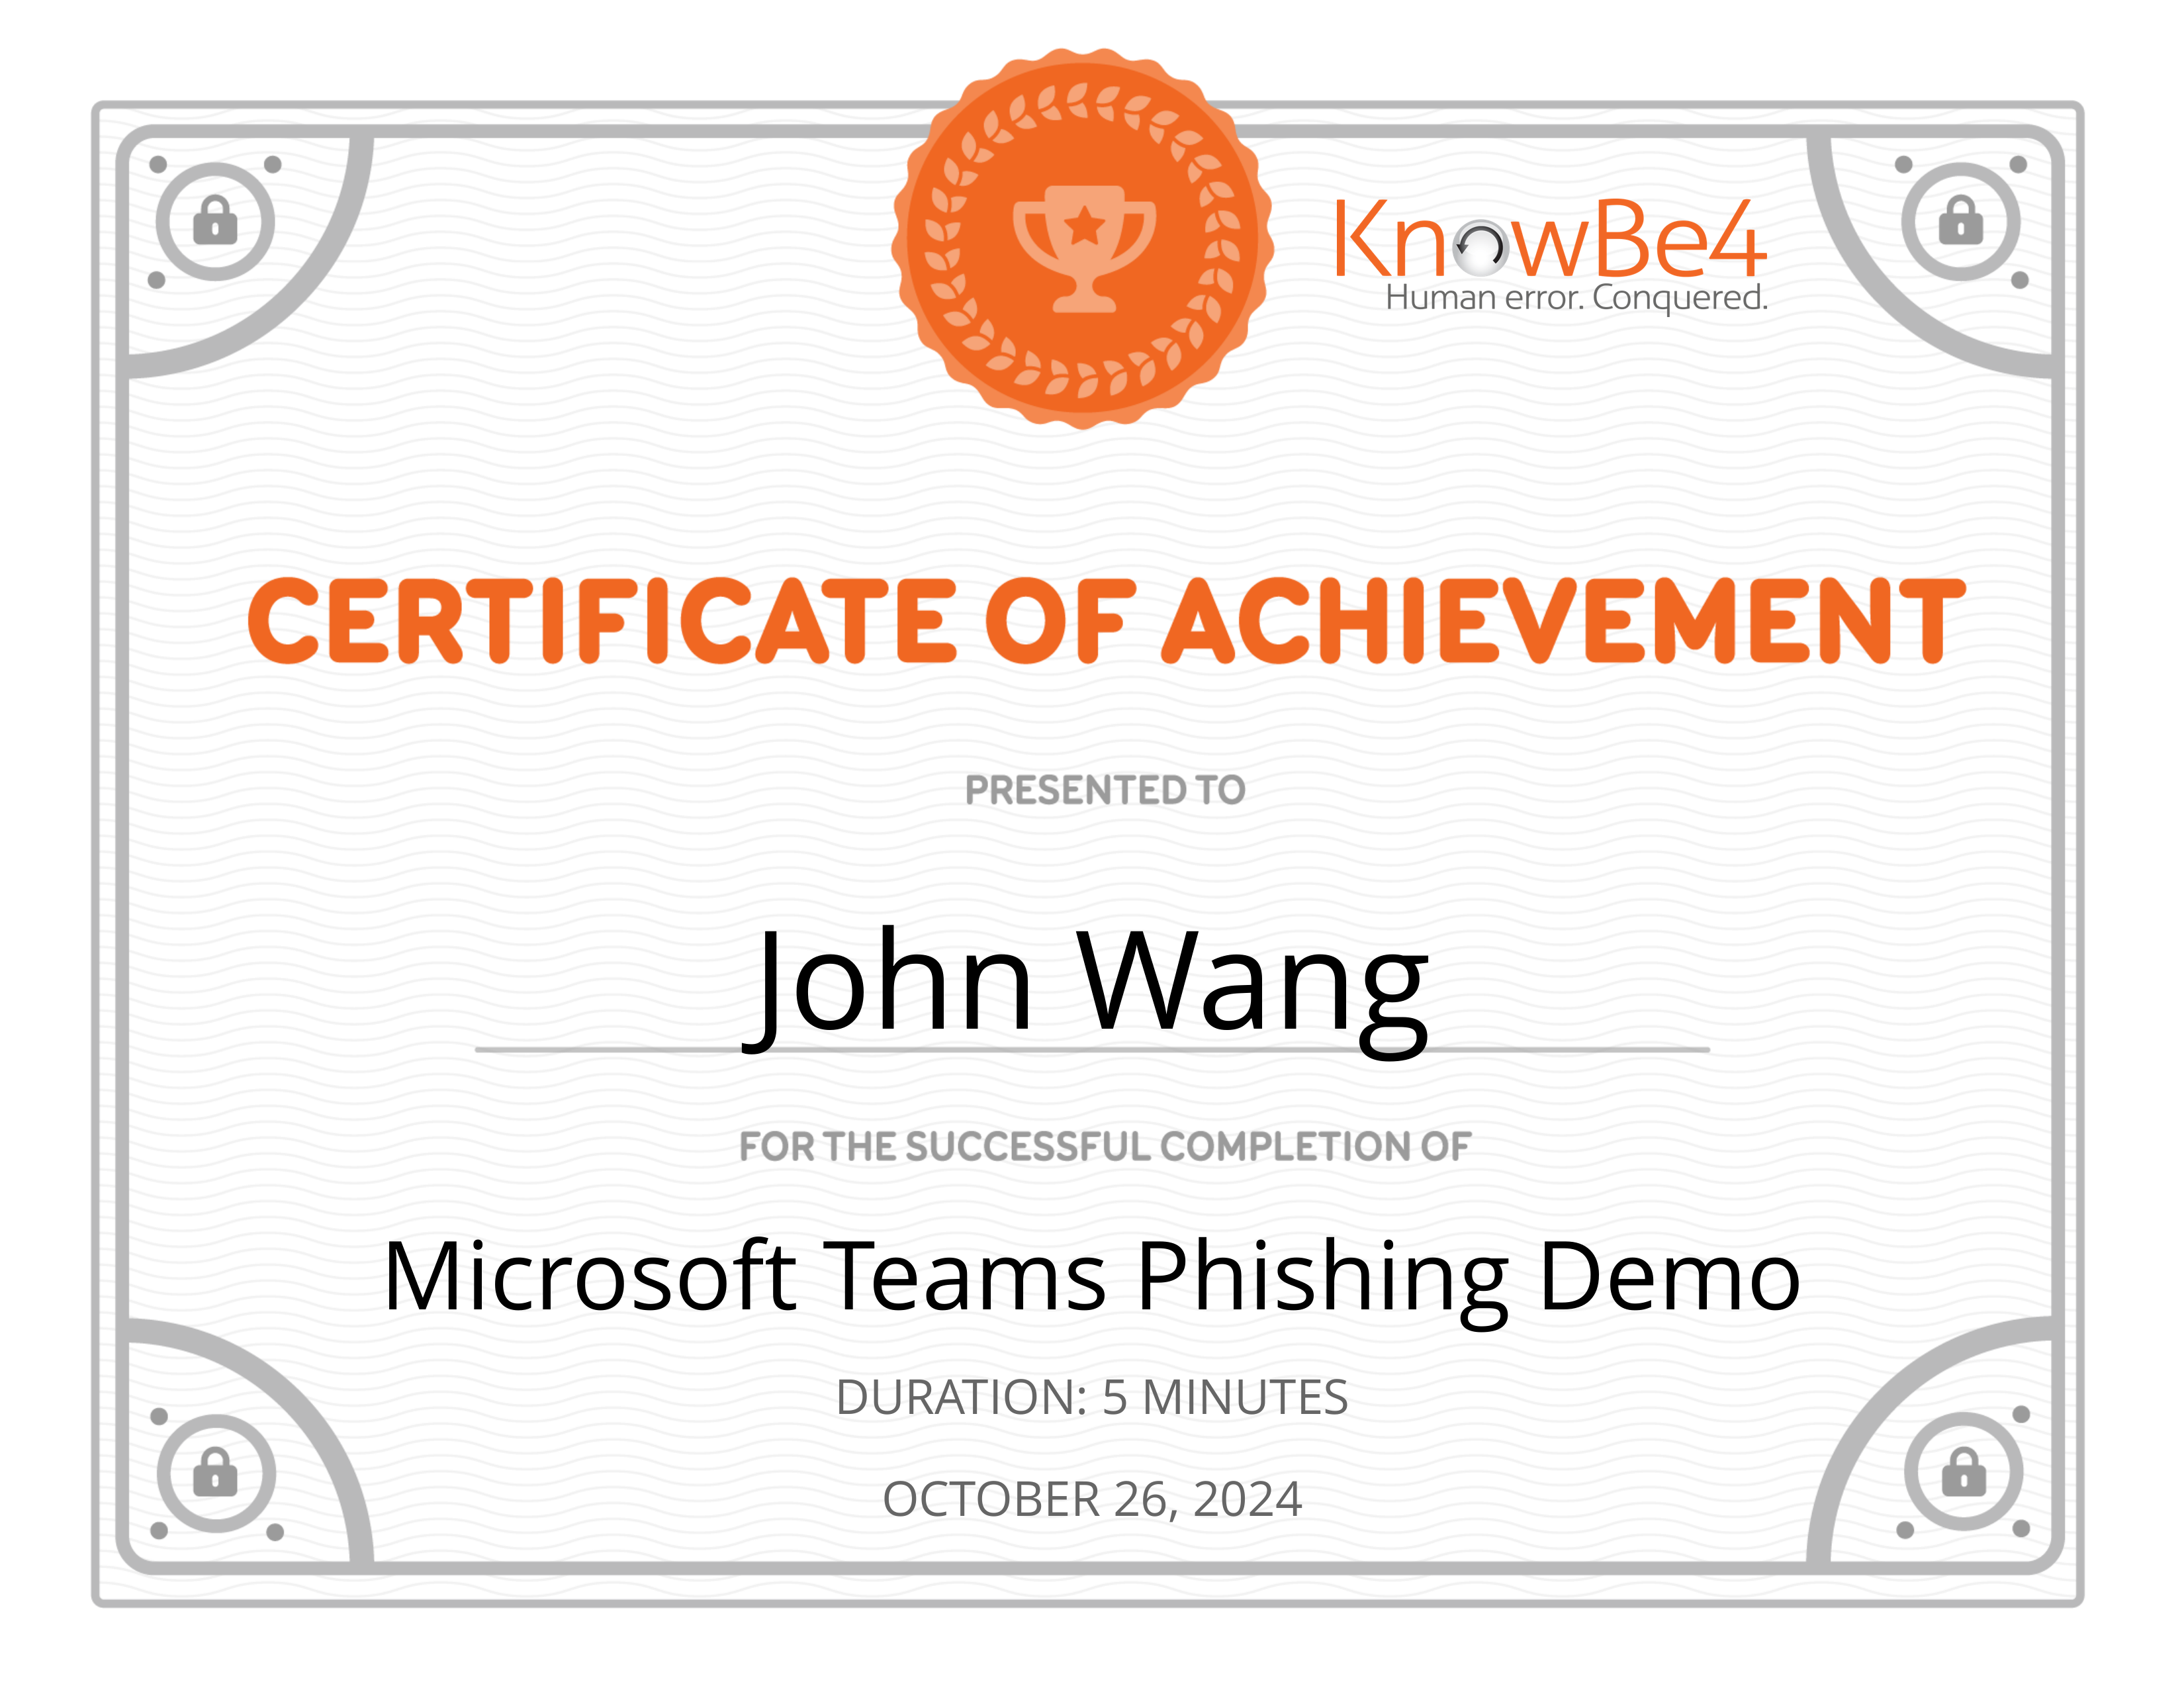 KnowBe4
Human error. Conquered.
CERTIFICATE OF ACHIEVEMENT
PRESENTED TO
John Wang
FOR THE SUCCESSFUL COMPLETION OF
Microsoft Teams Phishing Demo
DURATION: 5 MINUTES
OCTOBER 26, 2024